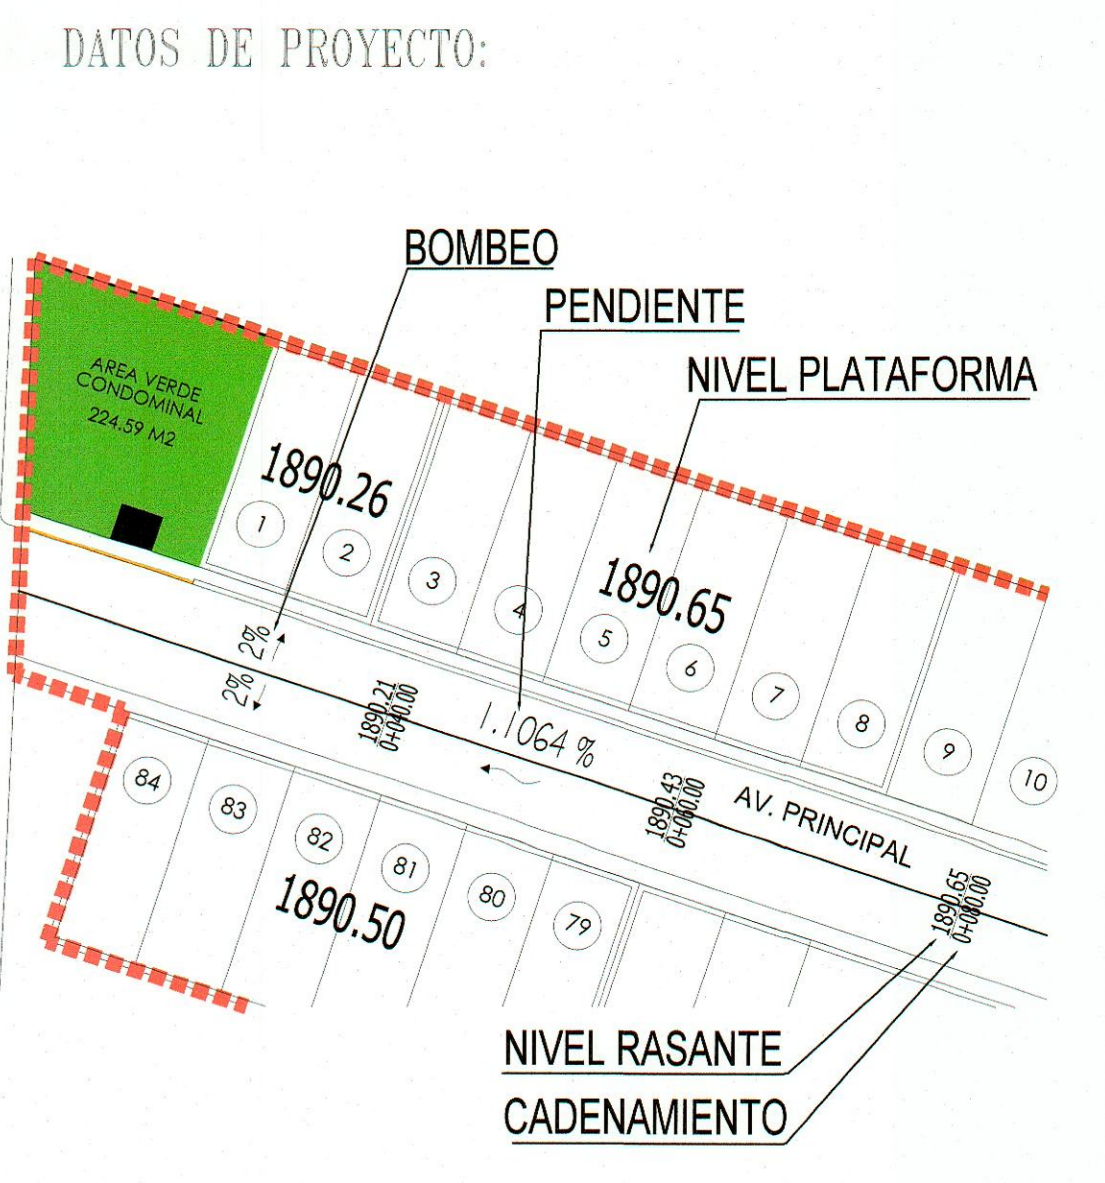 DATOS DE PROYECTO:
BOMBEO
PENDIENTE
NIVEL PLATAFORMA
AREA VERDE
CONDOMINAL
224.59 M2
1890.26
1
2
3
4
5
6
7
8
9
10
1890.65
2%
2%
1890.21
0+040.00
1.1064 %
1890.43
0+060.00
AV. PRINCIPAL
1890.65
0+080.00
84
83
82
81
80
79
1890.50
NIVEL RASANTE
CADENAMIENTO